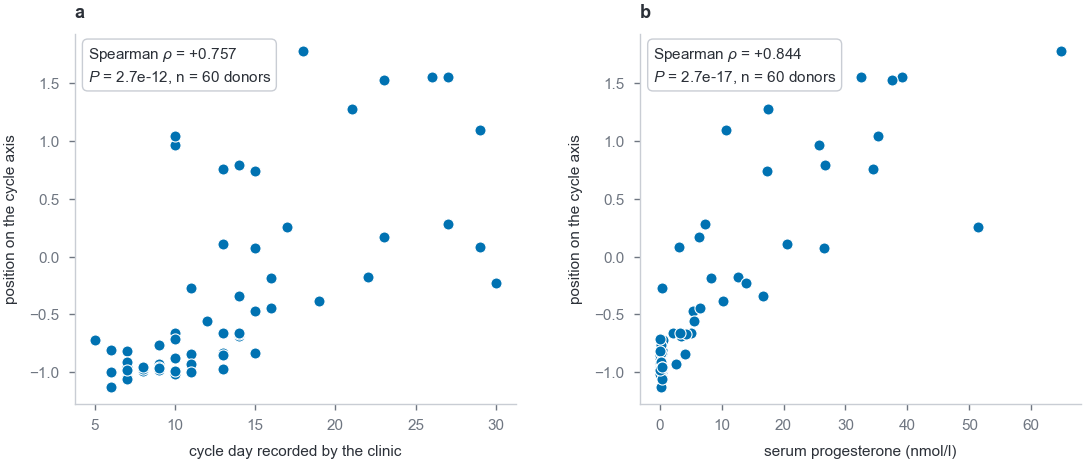 a
Spearman ρ = +0.757
P = 2.7e-12, n = 60 donors
position on the cycle axis
1.5
1.0
0.5
0.0
−0.5
−1.0
5 10 15 20 25 30
cycle day recorded by the clinic
b
Spearman ρ = +0.844
P = 2.7e-17, n = 60 donors
position on the cycle axis
1.5
1.0
0.5
0.0
−0.5
−1.0
0 10 20 30 40 50 60
serum progesterone (nmol/l)